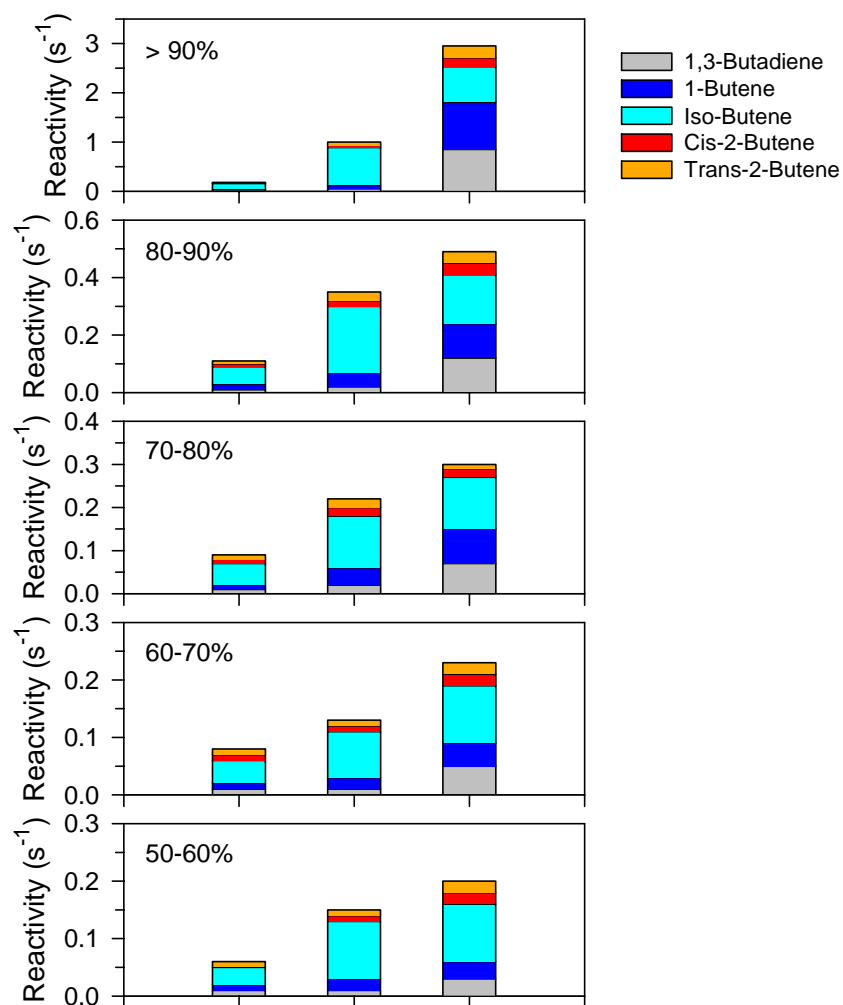 Reactivity (s⁻¹)
3
2
1
0
> 90%
1,3-Butadiene
1-Butene
Iso-Butene
Cis-2-Butene
Trans-2-Butene
Reactivity (s⁻¹)
0.6
0.4
0.2
0.0
80-90%
Reactivity (s⁻¹)
0.4
0.3
0.2
0.1
0.0
70-80%
Reactivity (s⁻¹)
0.3
0.2
0.1
0.0
60-70%
Reactivity (s⁻¹)
0.3
0.2
0.1
0.0
50-60%